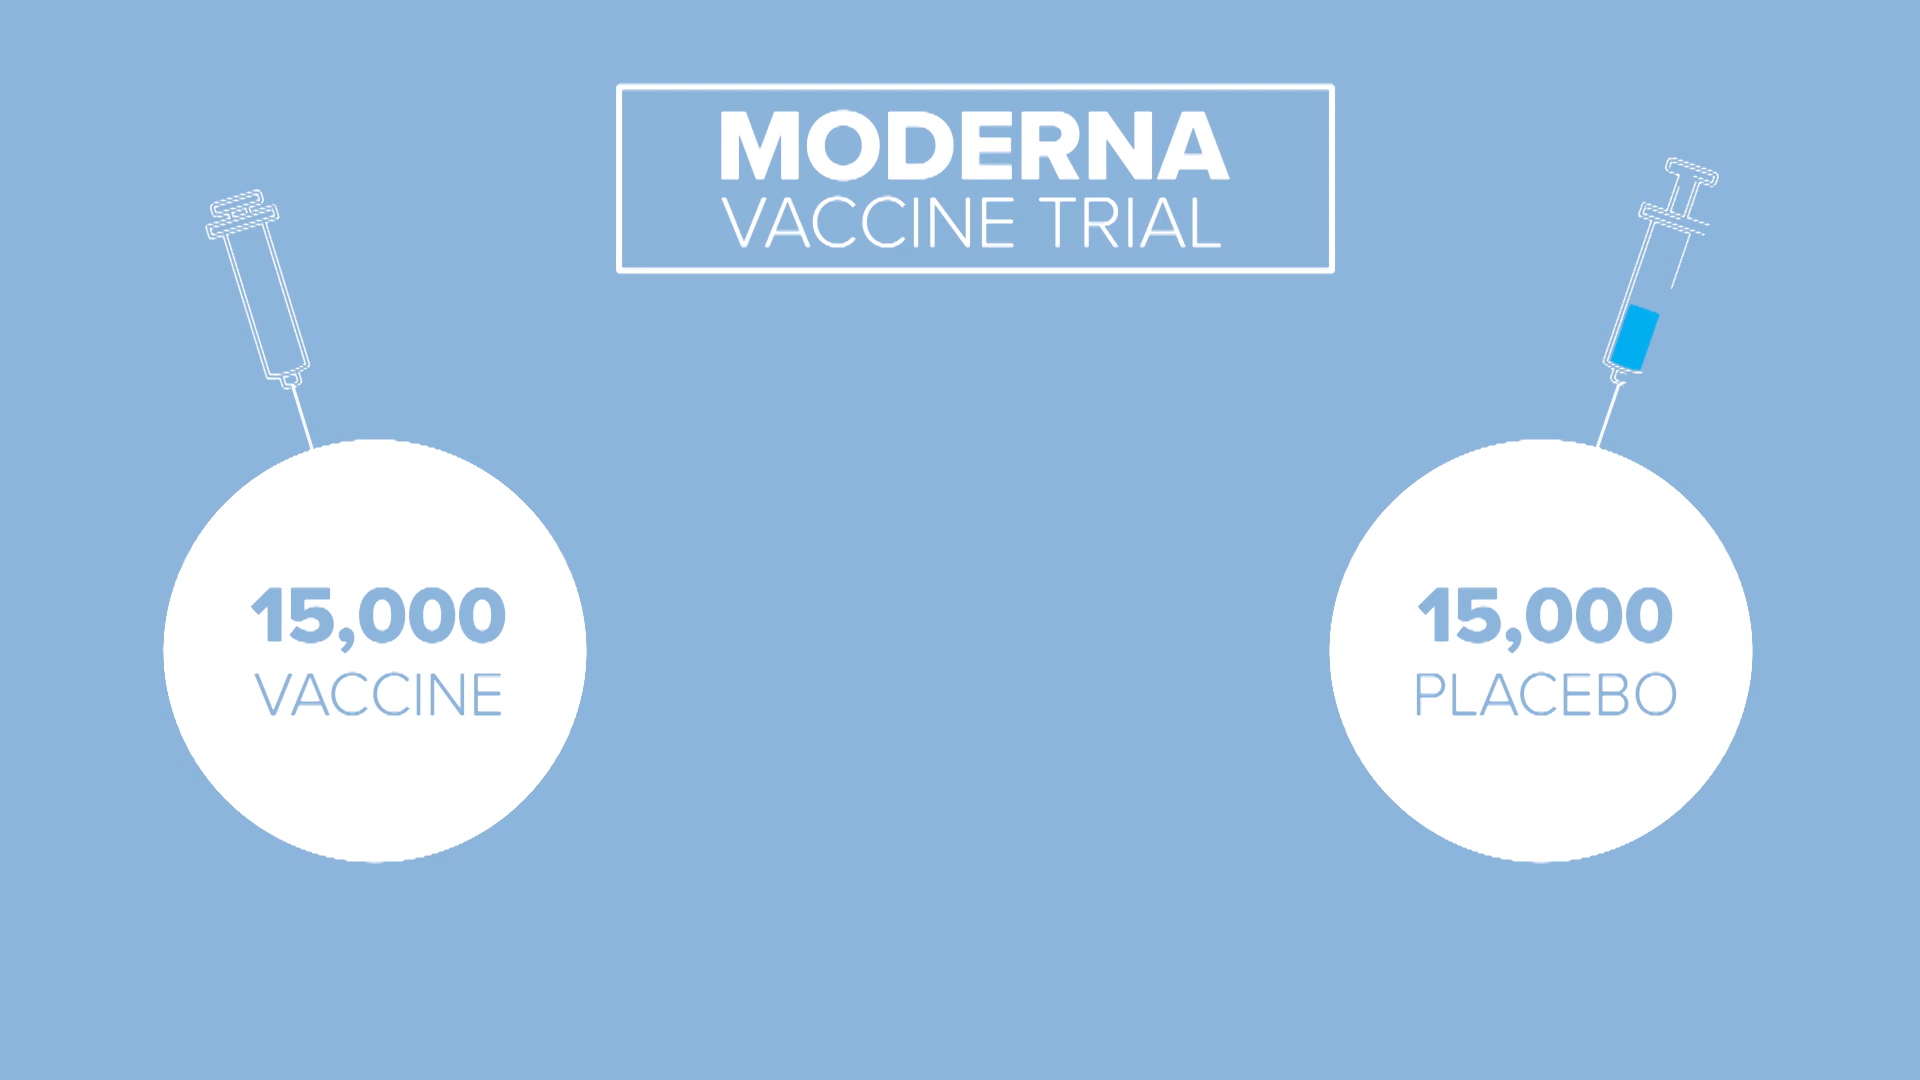 MODERNA
VACCINE TRIAL
15,000
VACCINE
15,000
PLACEBO